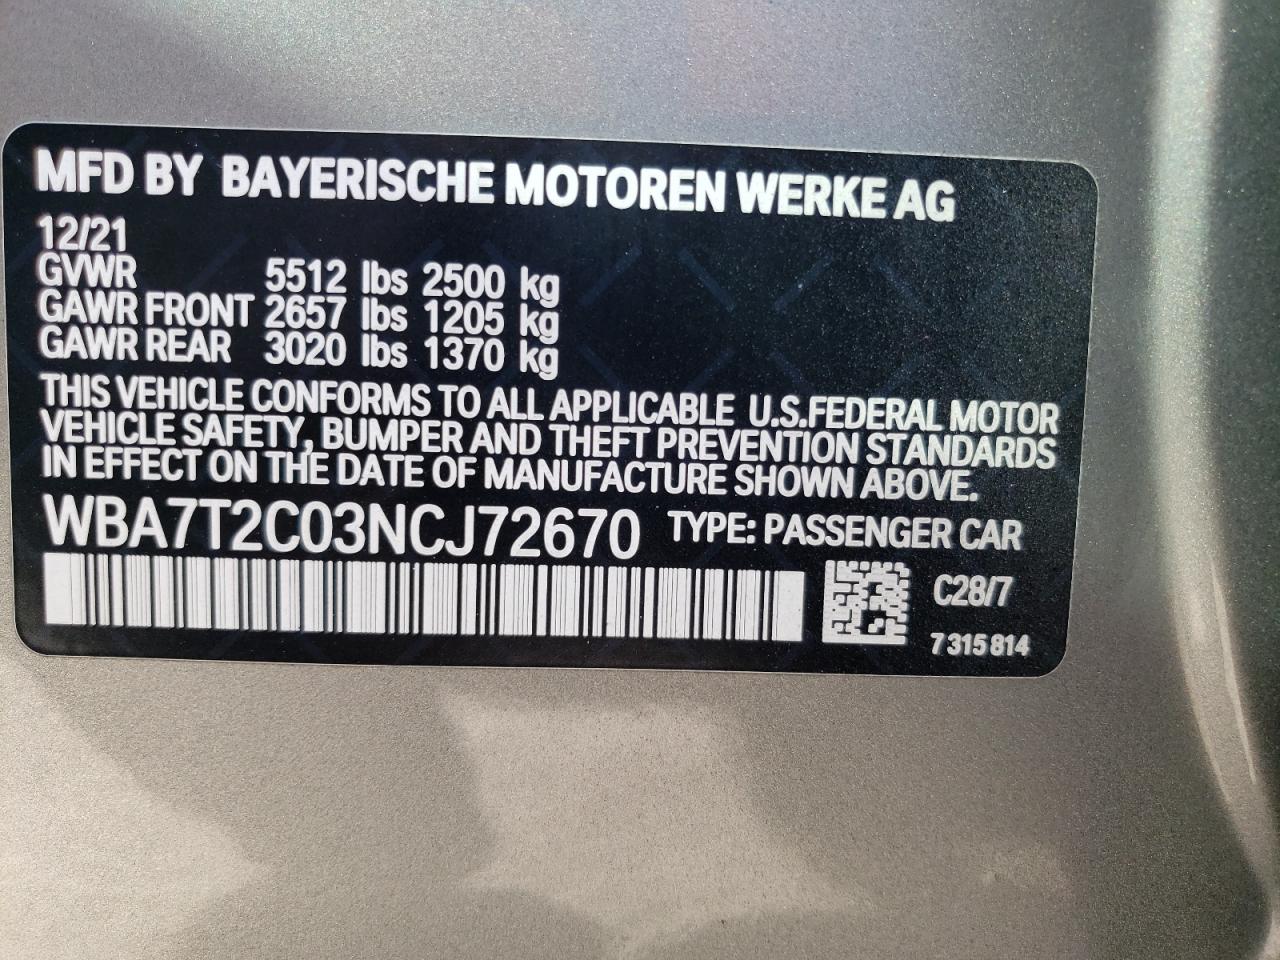 MFD BY BAYERISCHE MOTOREN WERKE AG
12/21
GVWR 5512 lbs 2500 kg
GAWR FRONT 2657 lbs 1205 kg
GAWR REAR 3020 lbs 1370 kg
THIS VEHICLE CONFORMS TO ALL APPLICABLE U.S.FEDERAL MOTOR
VEHICLE SAFETY, BUMPER AND THEFT PREVENTION STANDARDS
IN EFFECT ON THE DATE OF MANUFACTURE SHOWN ABOVE.
WBA7T2C03NCJ72670 TYPE: PASSENGER CAR
C28/7
7 315 814